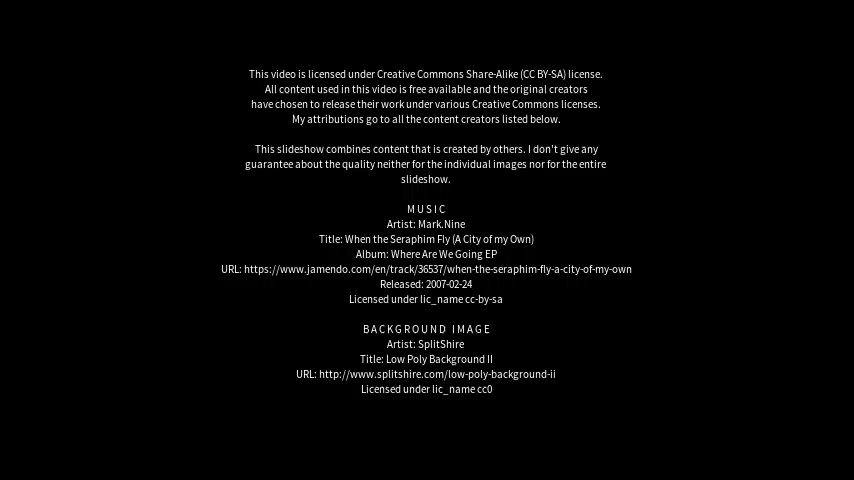 This video is licensed under Creative Commons Share-Alike (CC BY-SA) license.
All content used in this video is free available and the original creators
have chosen to release their work under various Creative Commons licenses.
My attributions go to all the content creators listed below.
This slideshow combines content that is created by others. I don't give any
guarantee about the quality neither for the individual images nor for the entire
slideshow.
MUSIC
Artist: Mark.Nine
Title: When the Seraphim Fly (A City of my Own)
Album: Where Are We Going EP
URL: https://www.jamendo.com/en/track/36537/when-the-seraphim-fly-a-city-of-my-own
Released: 2007-02-24
Licensed under lic_name cc-by-sa
BACKGROUND IMAGE
Artist: SplitShire
Title: Low Poly Background II
URL: http://www.splitshire.com/low-poly-background-ii
Licensed under lic_name cc0